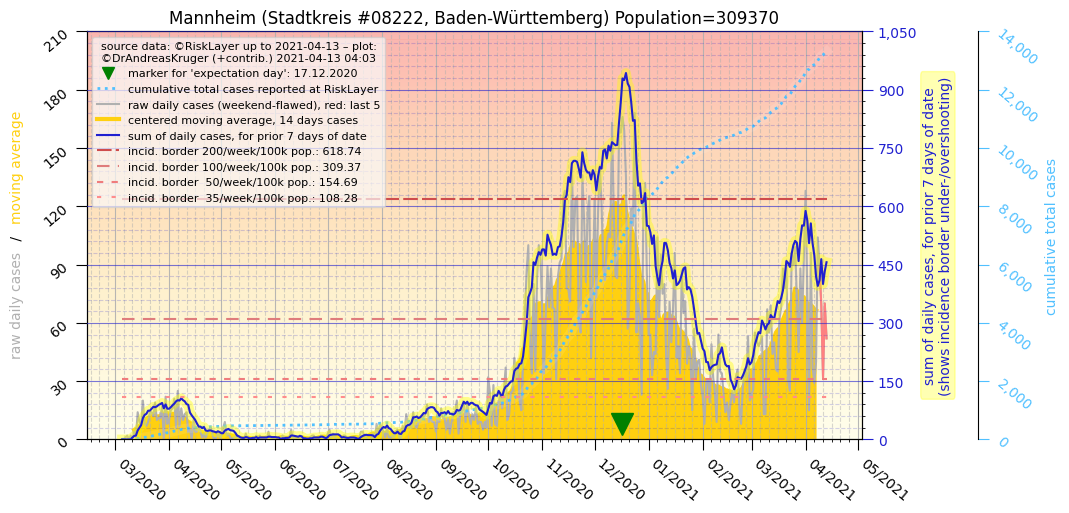 Mannheim (Stadtkreis #08222, Baden-Württemberg) Population=309370
source data: ©RiskLayer up to 2021-04-13 – plot:
©DrAndreasKruger (+contrib.) 2021-04-13 04:03
marker for 'expectation day': 17.12.2020
cumulative total cases reported at RiskLayer
raw daily cases (weekend-flawed), red: last 5
centered moving average, 14 days cases
sum of daily cases, for prior 7 days of date
incid. border 200/week/100k pop.: 618.74
incid. border 100/week/100k pop.: 309.37
incid. border  50/week/100k pop.: 154.69
incid. border  35/week/100k pop.: 108.28
raw daily cases / moving average
210
180
150
120
90
60
30
0
03/2020
04/2020
05/2020
06/2020
07/2020
08/2020
09/2020
10/2020
11/2020
12/2020
01/2021
02/2021
03/2021
04/2021
05/2021
1,050
900
750
600
450
300
150
0
sum of daily cases, for prior 7 days of date
(shows incidence border under-/overshooting)
14,000
12,000
10,000
8,000
6,000
4,000
2,000
0
cumulative total cases